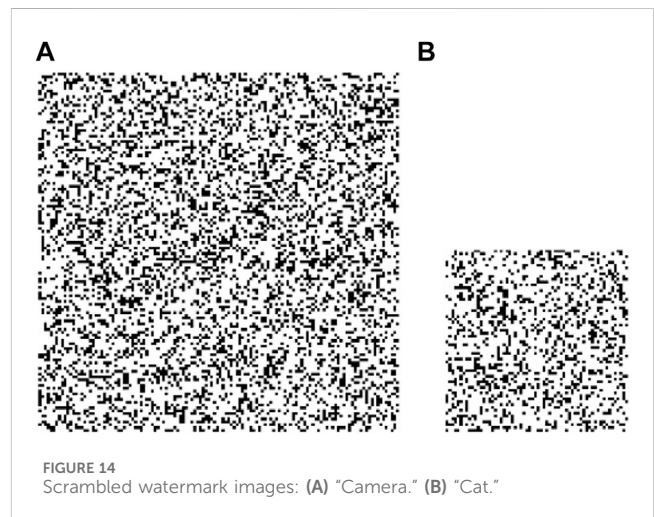 A
B
FIGURE 14
Scrambled watermark images: (A) “Camera.” (B) “Cat.”